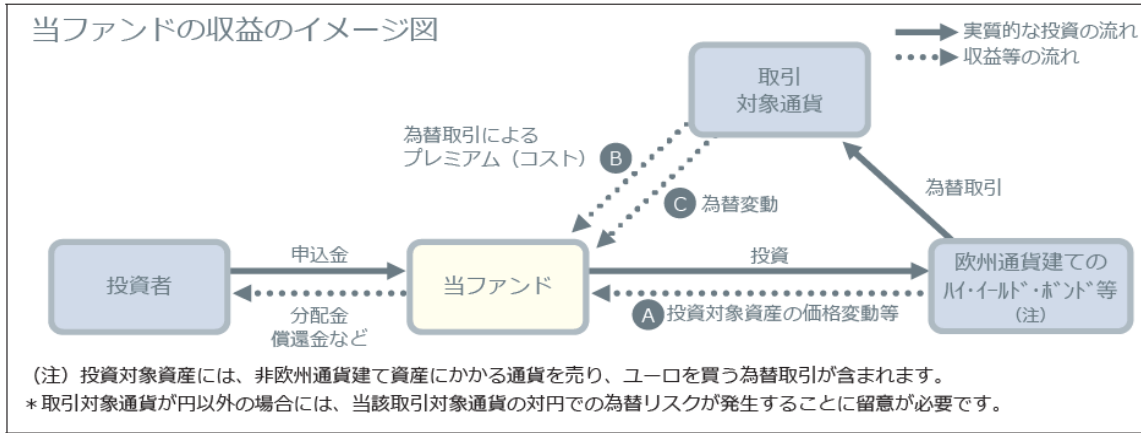 当ファンドの収益のイメージ図
実質的な投資の流れ
収益等の流れ
取引
対象通貨
為替取引による
プレミアム（コスト）
B
C
為替変動
為替取引
投資者
申込金
分配金
償還金など
当ファンド
投資
A
投資対象資産の価格変動等
欧州通貨建ての
ﾊｲ・ｲｰﾙﾄﾞ・ﾎﾞﾝﾄﾞ等
（注）
（注）投資対象資産には、非欧州通貨建て資産にかかる通貨を売り、ユーロを買う為替取引が含まれます。
＊取引対象通貨が円以外の場合には、当該取引対象通貨の対円での為替リスクが発生することに留意が必要です。